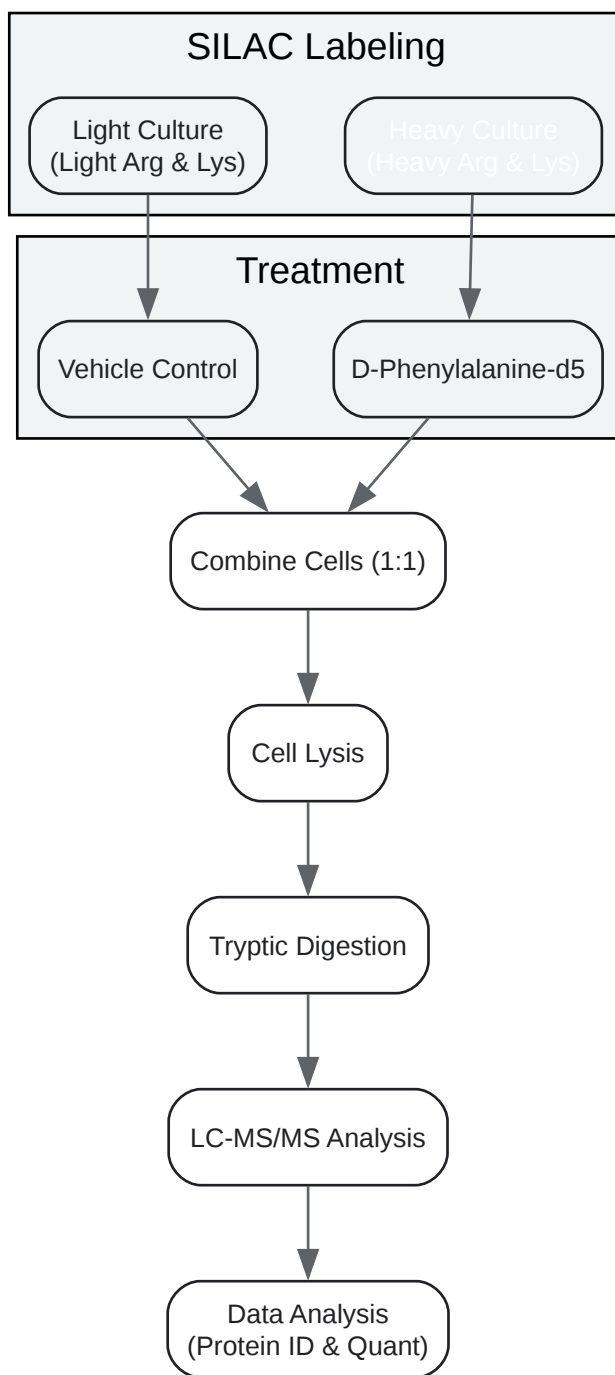 SILAC Labeling
Light Culture
(Light Arg & Lys)
Heavy Culture
(Heavy Arg & Lys)
Treatment
Vehicle Control
D-Phenylalanine-d5
Combine Cells (1:1)
Cell Lysis
Tryptic Digestion
LC-MS/MS Analysis
Data Analysis
(Protein ID & Quant)